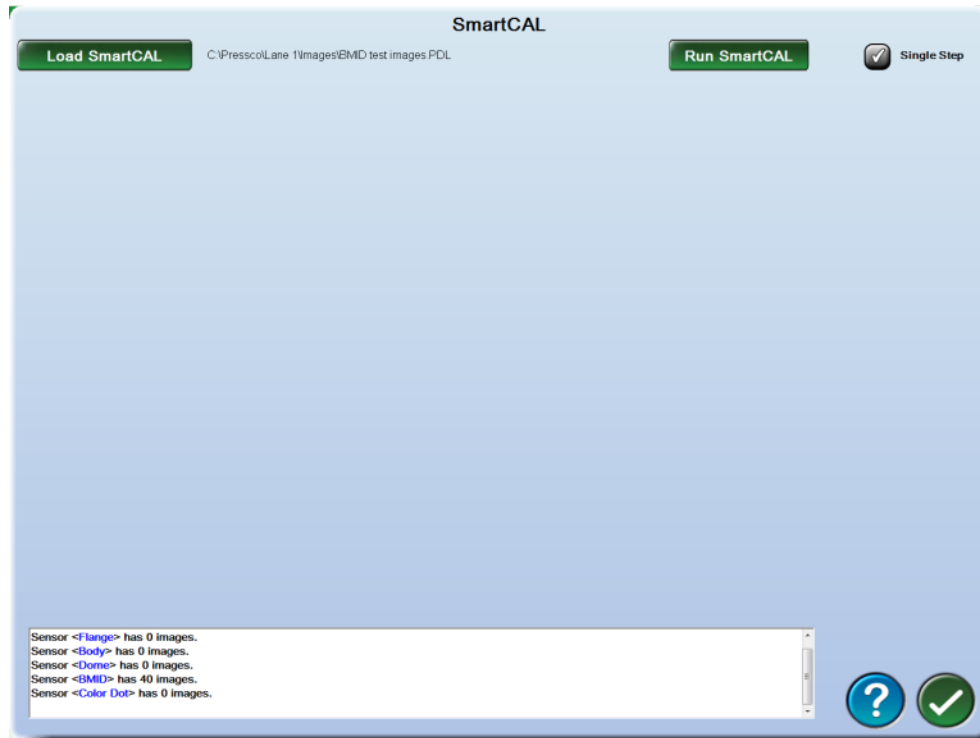 SmartCAL
Load SmartCAL
C:\Pressco\Lane 1\Images\BMID test images.PDL
Run SmartCAL
Single Step
Sensor <Flange> has 0 images.
Sensor <Body> has 0 images.
Sensor <Dome> has 0 images.
Sensor <BMID> has 40 images.
Sensor <Color Dot> has 0 images.
?